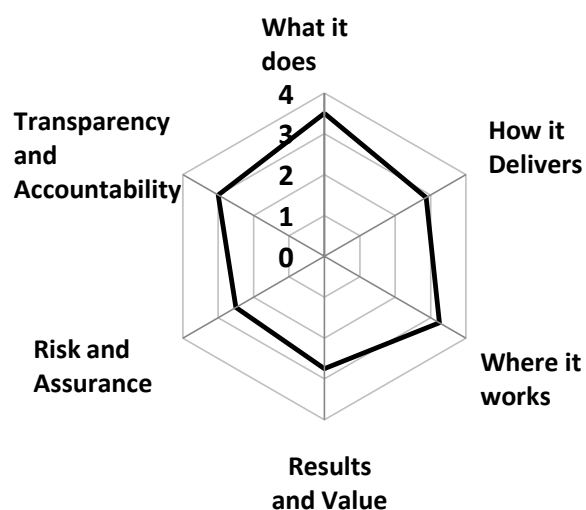 What it
does
4
3
2
1
0
How it
Delivers
Where it
works
Results
and Value
Risk and
Assurance
Transparency
and
Accountability